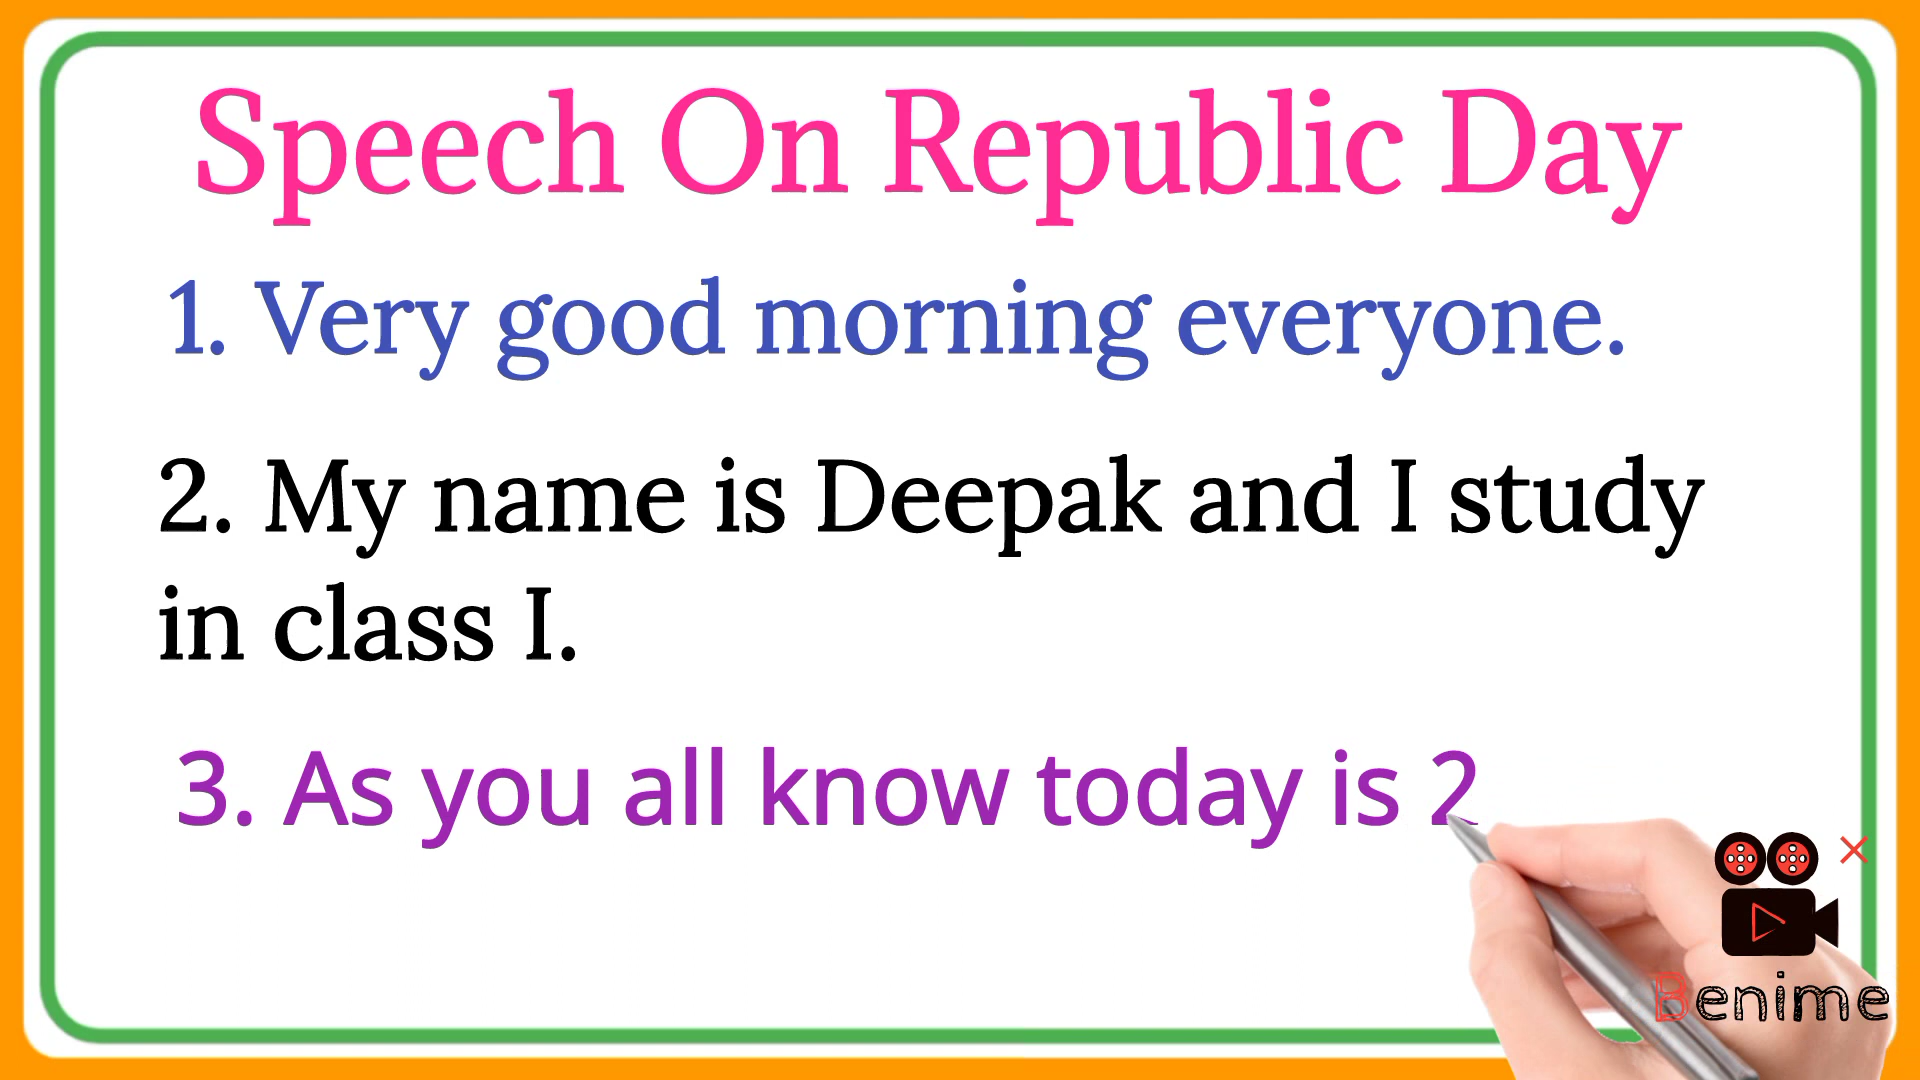 Speech On Republic Day
1. Very good morning everyone.
2. My name is Deepak and I study
in class I.
3. As you all know today is 2
Benime